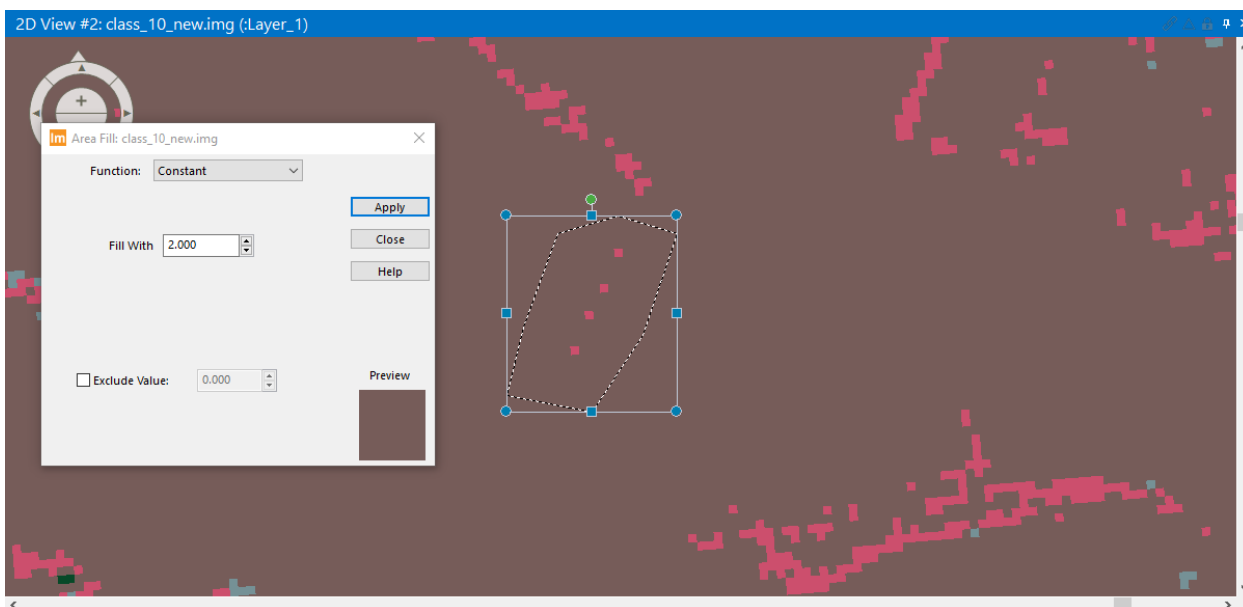 2D View #2: class_10_new.img (:Layer_1)
Im Area Fill: class_10_new.img
Function: Constant
Apply
Fill With 2.000
Close
Help
Exclude Value: 0.000
Preview